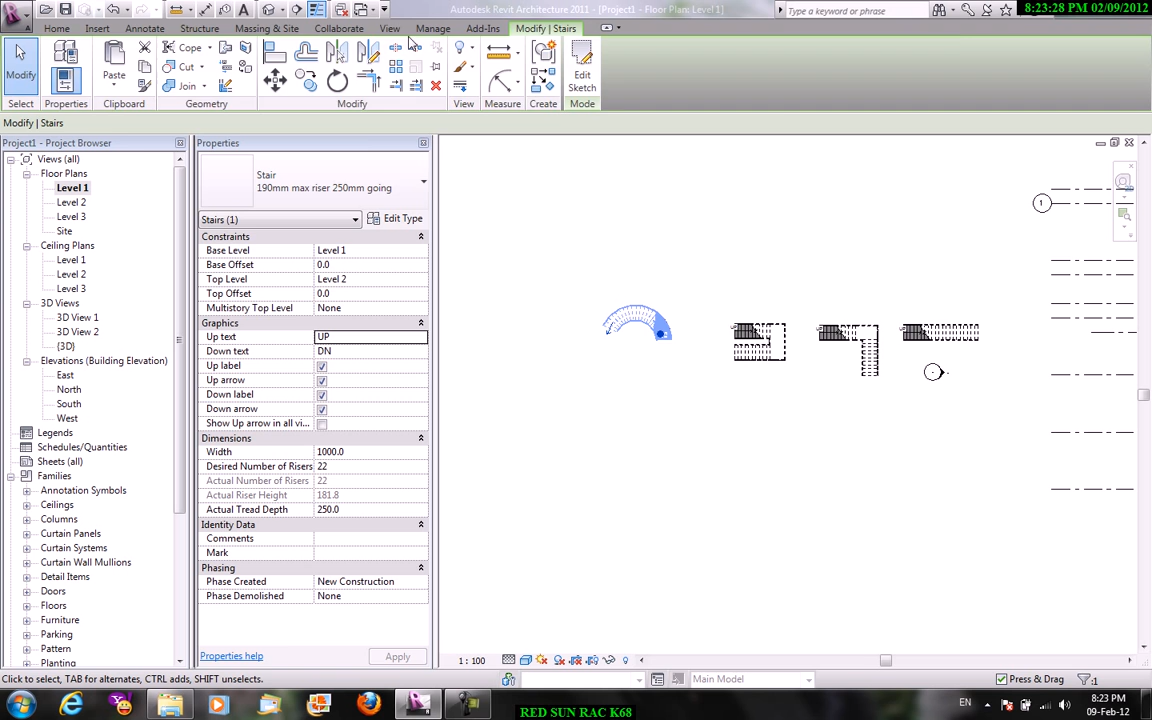 Autodesk Revit Architecture 2011 - [Project1 - Floor Plan: Level 1]
Type a keyword or phrase
8:23:28 PM 02/09/2012
Home Insert Annotate Structure Massing & Site Collaborate View Manage Add-Ins Modify | Stairs
Modify Paste Cope Cut Join Edit Sketch
Select Properties Clipboard Geometry Modify View Measure Create Mode
Modify | Stairs
Project1 - Project Browser
Views (all)
Floor Plans
Level 1
Level 2
Level 3
Site
Ceiling Plans
Level 1
Level 2
Level 3
3D Views
3D View 1
3D View 2
{3D}
Elevations (Building Elevation)
East
North
South
West
Legends
Schedules/Quantities
Sheets (all)
Families
Annotation Symbols
Ceilings
Columns
Curtain Panels
Curtain Systems
Curtain Wall Mullions
Detail Items
Doors
Floors
Furniture
Parking
Pattern
Planting
Properties
Stair
190mm max riser 250mm going
Stairs (1) Edit Type
Constraints
Base Level Level 1
Base Offset 0.0
Top Level Level 2
Top Offset 0.0
Multistory Top Level None
Graphics
Up text UP
Down text DN
Up label
Up arrow
Down label
Down arrow
Show Up arrow in all vi...
Dimensions
Width 1000.0
Desired Number of Risers 22
Actual Number of Risers 22
Actual Riser Height 181.8
Actual Tread Depth 250.0
Identity Data
Comments
Mark
Phasing
Phase Created New Construction
Phase Demolished None
Properties help Apply
1
1 : 100
Click to select, TAB for alternates, CTRL adds, SHIFT unselects.
Main Model
Press & Drag
:1
EN
8:23 PM
09-Feb-12
RED SUN RAC K68